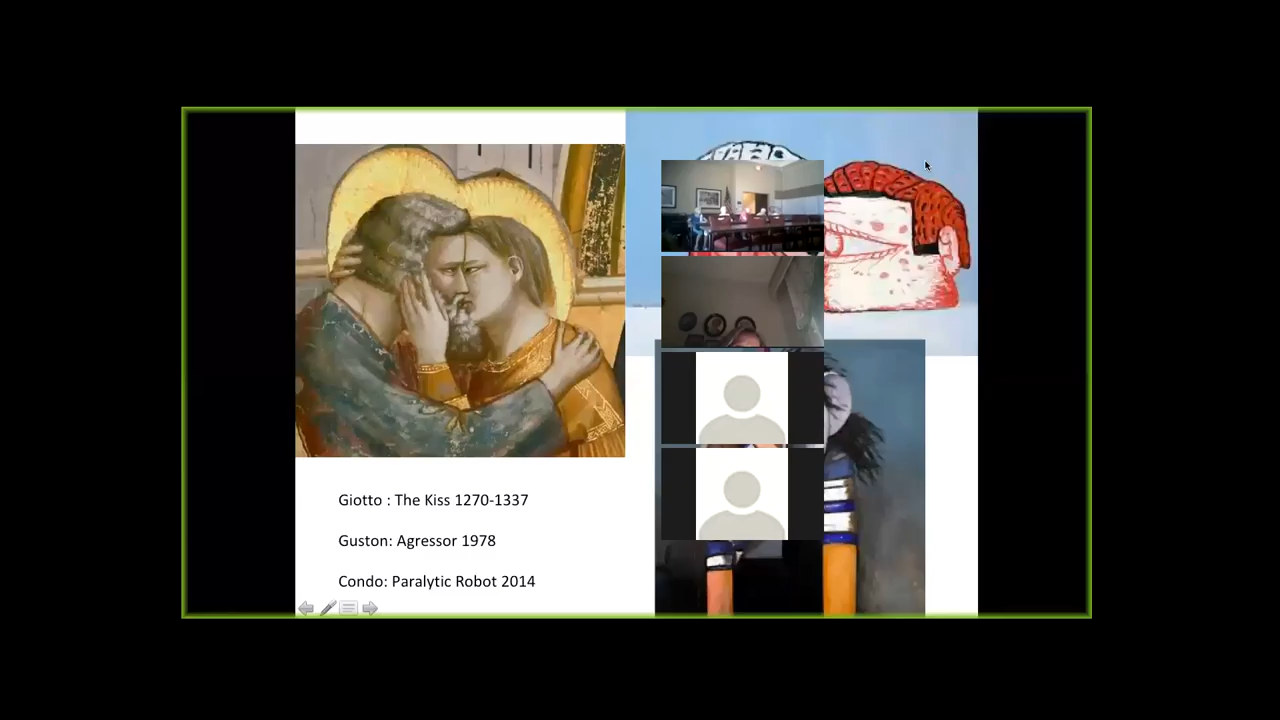 Giotto : The Kiss 1270-1337
Guston: Agressor 1978
Condo: Paralytic Robot 2014